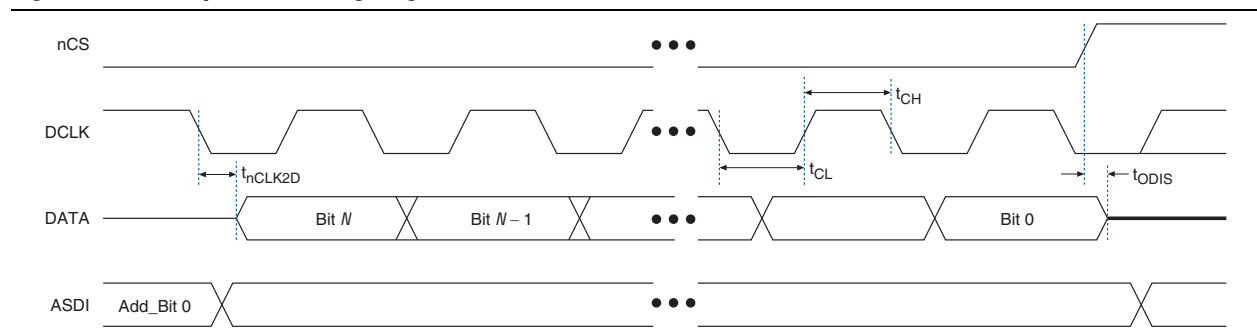 nCS
DCLK
tCH
tCL
tnCLK2D
tODIS
DATA
Bit N
Bit N – 1
Bit 0
ASDI
Add_Bit 0